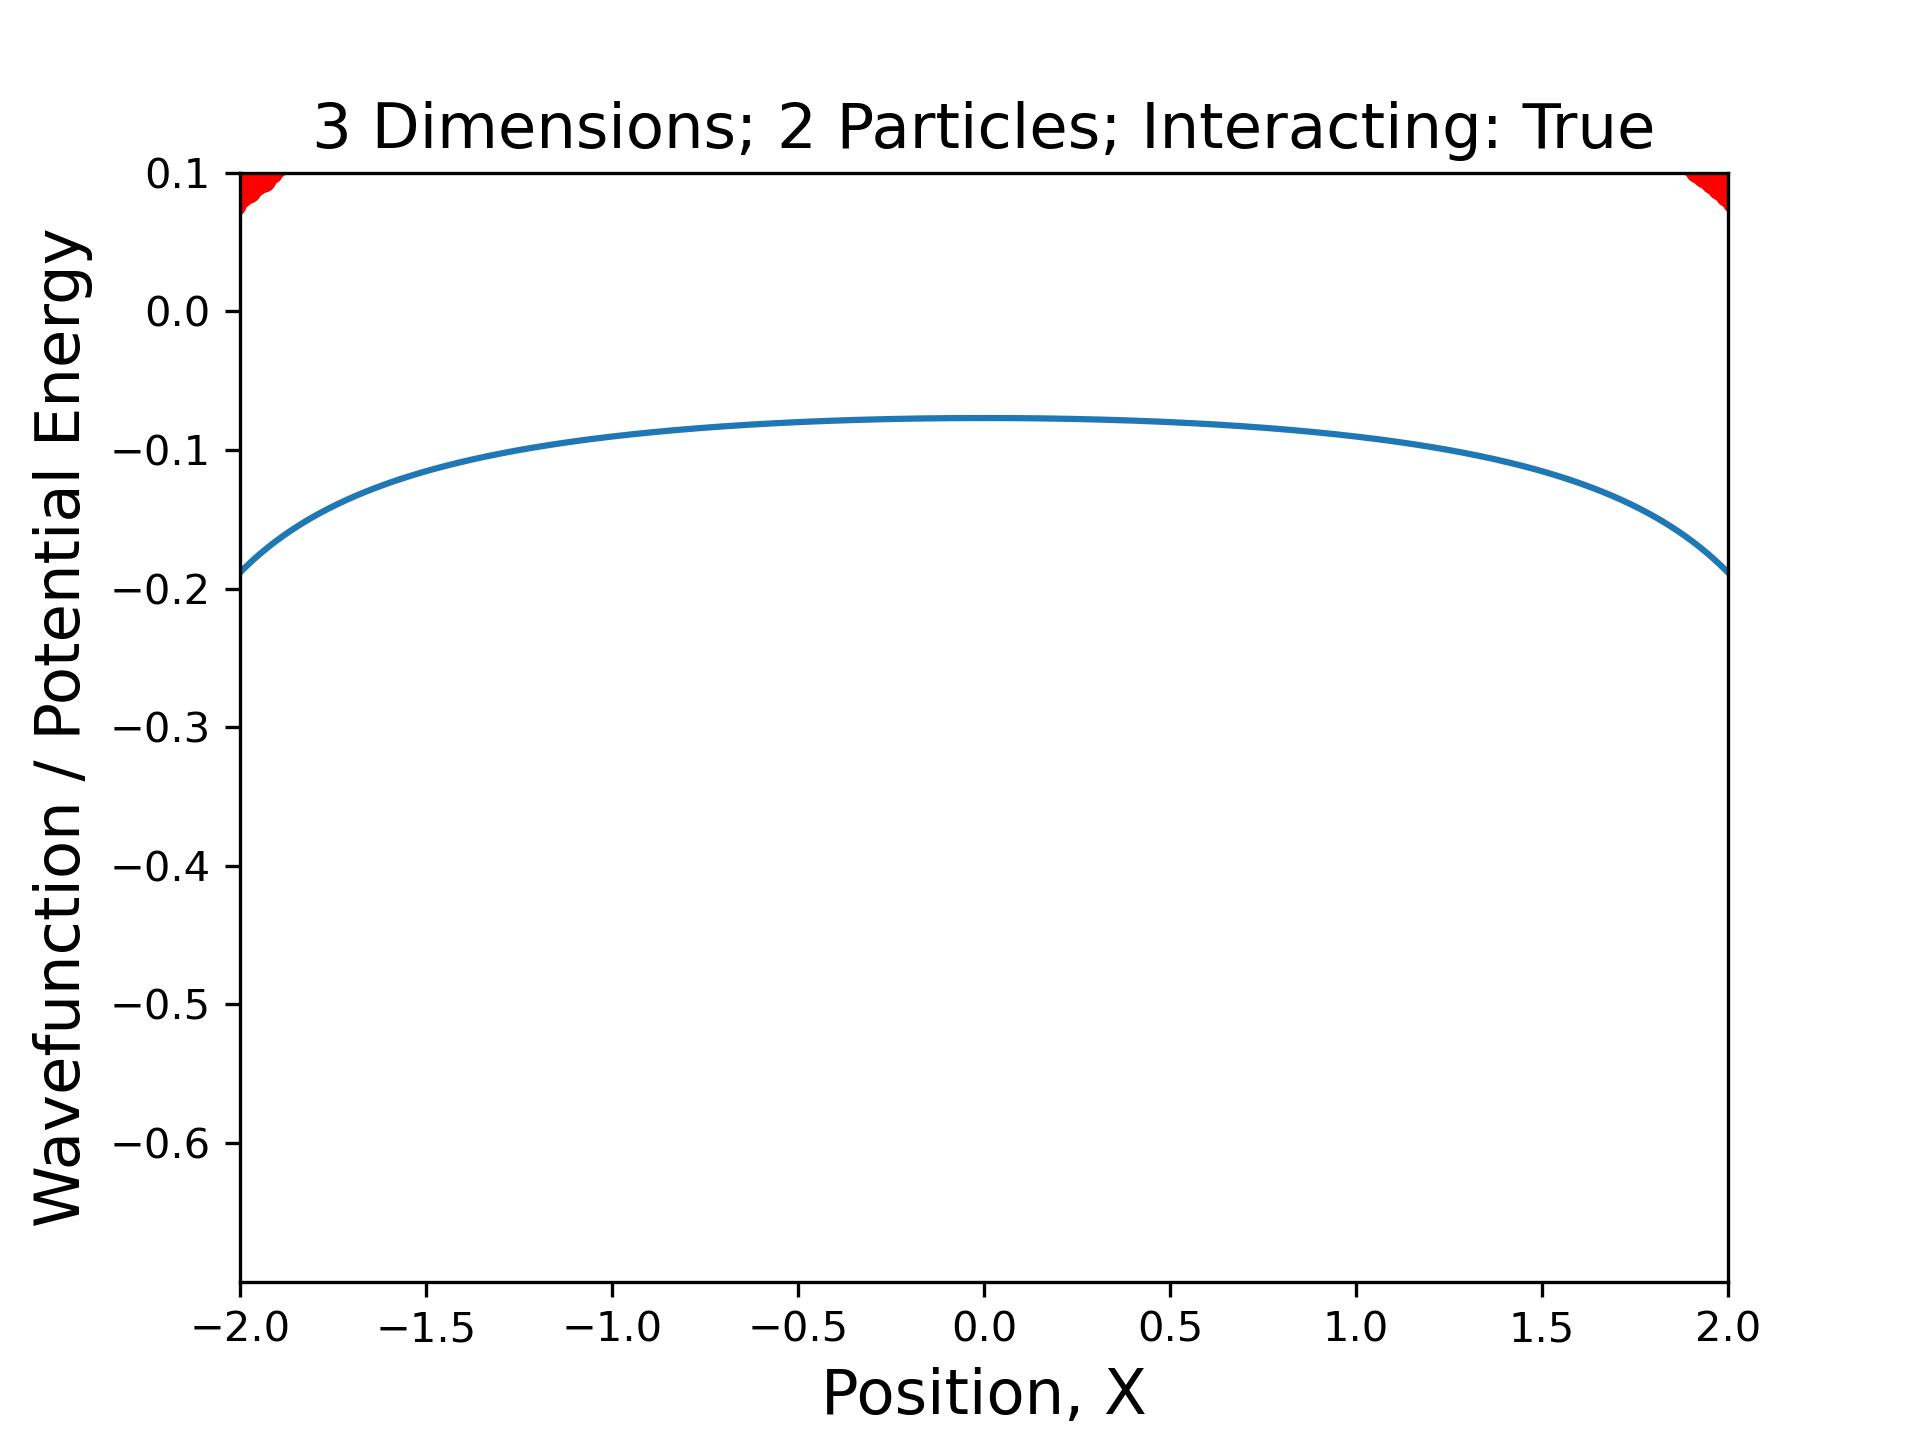 3 Dimensions; 2 Particles; Interacting: True
Wavefunction / Potential Energy
0.1
0.0
−0.1
−0.2
−0.3
−0.4
−0.5
−0.6
−2.0 −1.5 −1.0 −0.5 0.0 0.5 1.0 1.5 2.0
Position, X